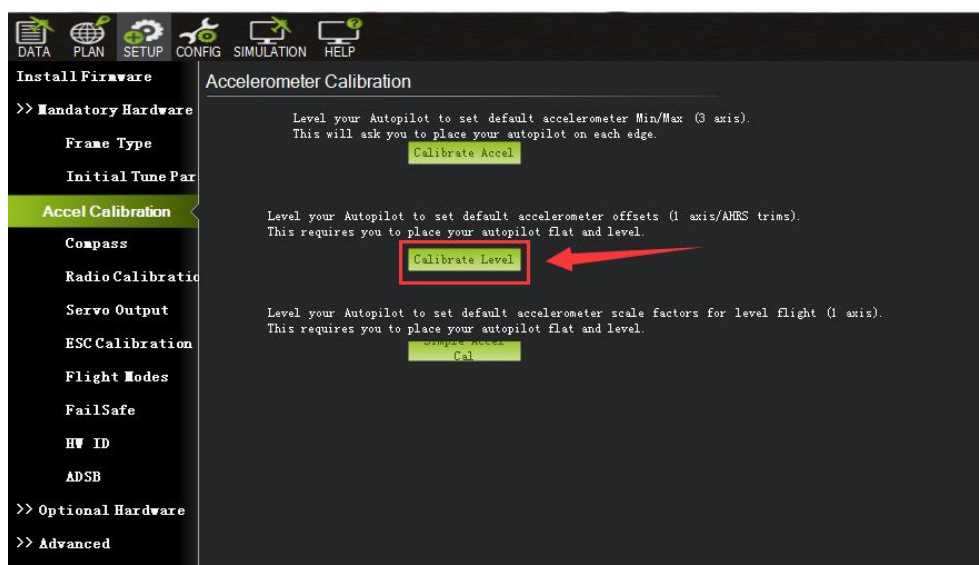 DATA PLAN SETUP CONFIG SIMULATION HELP
Install Firmware
>> Mandatory Hardware
Frame Type
Initial Tune Par
Accel Calibration
Compass
Radio Calibratio
Servo Output
ESC Calibration
Flight Modes
FailSafe
HW ID
ADSB
>> Optional Hardware
>> Advanced
Accelerometer Calibration
Level your Autopilot to set default accelerometer Min/Max (3 axis).
This will ask you to place your autopilot on each edge.
Calibrate Accel
Level your Autopilot to set default accelerometer offsets (1 axis/AHRS trims).
This requires you to place your autopilot flat and level.
Calibrate Level
Level your Autopilot to set default accelerometer scale factors for level flight (1 axis).
This requires you to place your autopilot flat and level.
Simple Accel
Cal